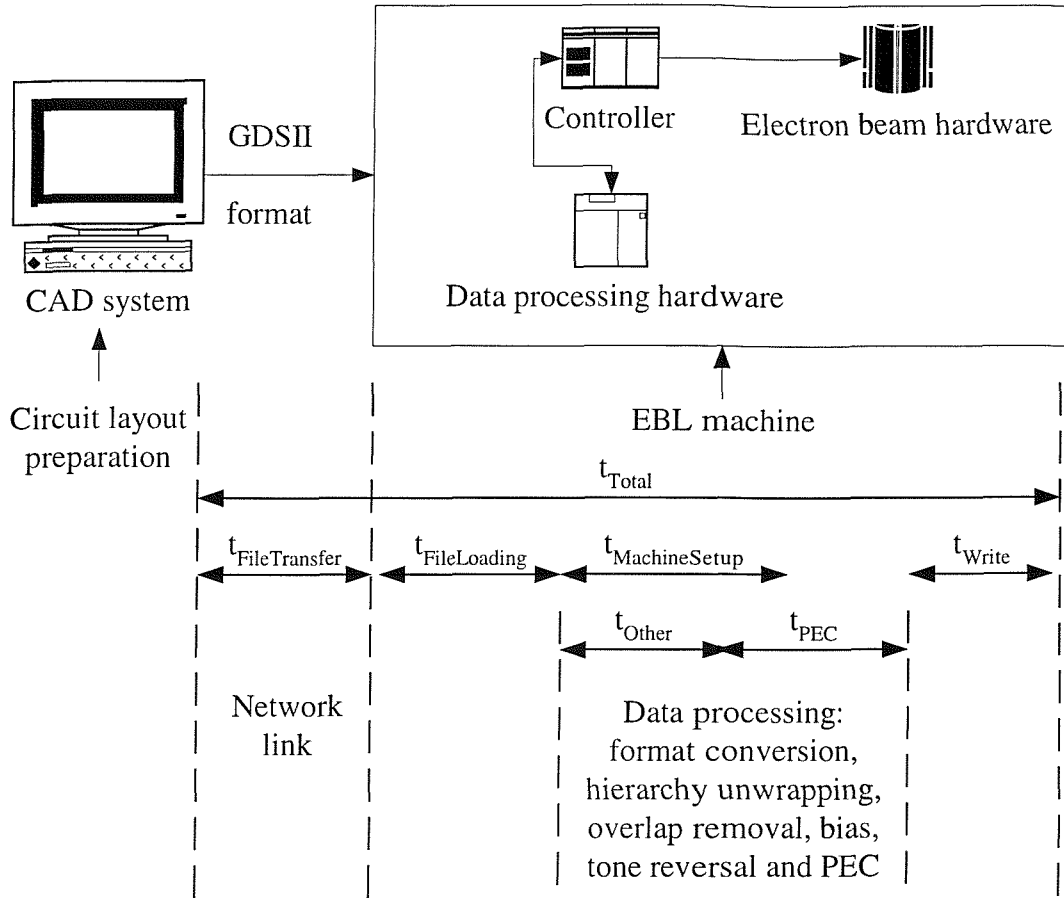 GDSII
format
Controller
Electron beam hardware
Data processing hardware
CAD system
Circuit layout
preparation
EBL machine
tTotal
tFileTransfer
tFileLoading
tMachineSetup
tWrite
tOther
tPEC
Network
link
Data processing:
format conversion,
hierarchy unwrapping,
overlap removal, bias,
tone reversal and PEC